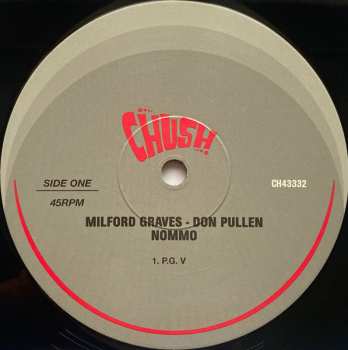 CHUSH
SIDE ONE
45RPM
CH43332
MILFORD GRAVES - DON PULLEN
NOMMO
1. P.G. V